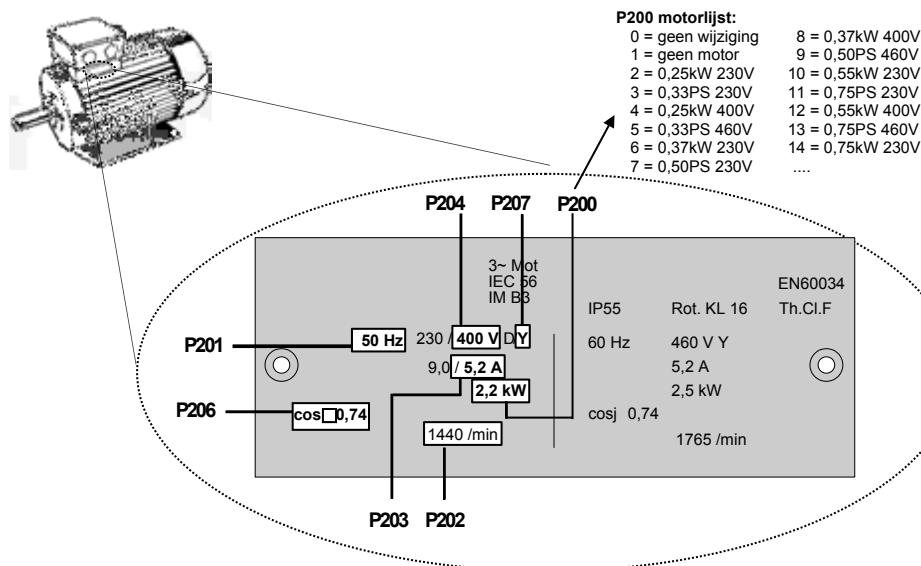 P200 motorlijst:
0 = geen wijziging 8 = 0,37kW 400V
1 = geen motor 9 = 0,50PS 460V
2 = 0,25kW 230V 10 = 0,55kW 230V
3 = 0,33PS 230V 11 = 0,75PS 230V
4 = 0,25kW 400V 12 = 0,55kW 400V
5 = 0,33PS 460V 13 = 0,75PS 460V
6 = 0,37kW 230V 14 = 0,75kW 230V
7 = 0,50PS 230V ....
P204 P207 P200
3~ Mot
IEC 56
IM B3
EN60034
IP55 Rot. KL 16 Th.Cl.F
P201 50 Hz 230 / 400 V D Y 60 Hz 460 V Y
9,0 / 5,2 A 5,2 A
2,2 kW 2,5 kW
P206 cos□0,74 cosj 0,74
1440 /min 1765 /min
P203 P202